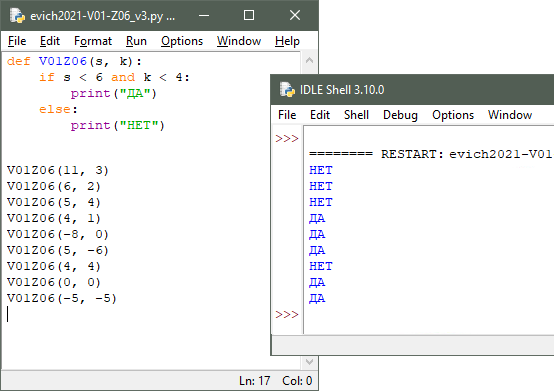 evich2021-V01-Z06_v3.py ...
File Edit Format Run Options Window Help
def V01Z06(s, k):
    if s < 6 and k < 4:
        print("ДА")
    else:
        print("НЕТ")
V01Z06(11, 3)
V01Z06(6, 2)
V01Z06(5, 4)
V01Z06(4, 1)
V01Z06(-8, 0)
V01Z06(5, -6)
V01Z06(4, 4)
V01Z06(0, 0)
V01Z06(-5, -5)
Ln: 17 Col: 0
IDLE Shell 3.10.0
File Edit Shell Debug Options Window
>>>
======== RESTART: evich2021-V01
НЕТ
НЕТ
НЕТ
ДА
ДА
ДА
НЕТ
ДА
ДА
>>>